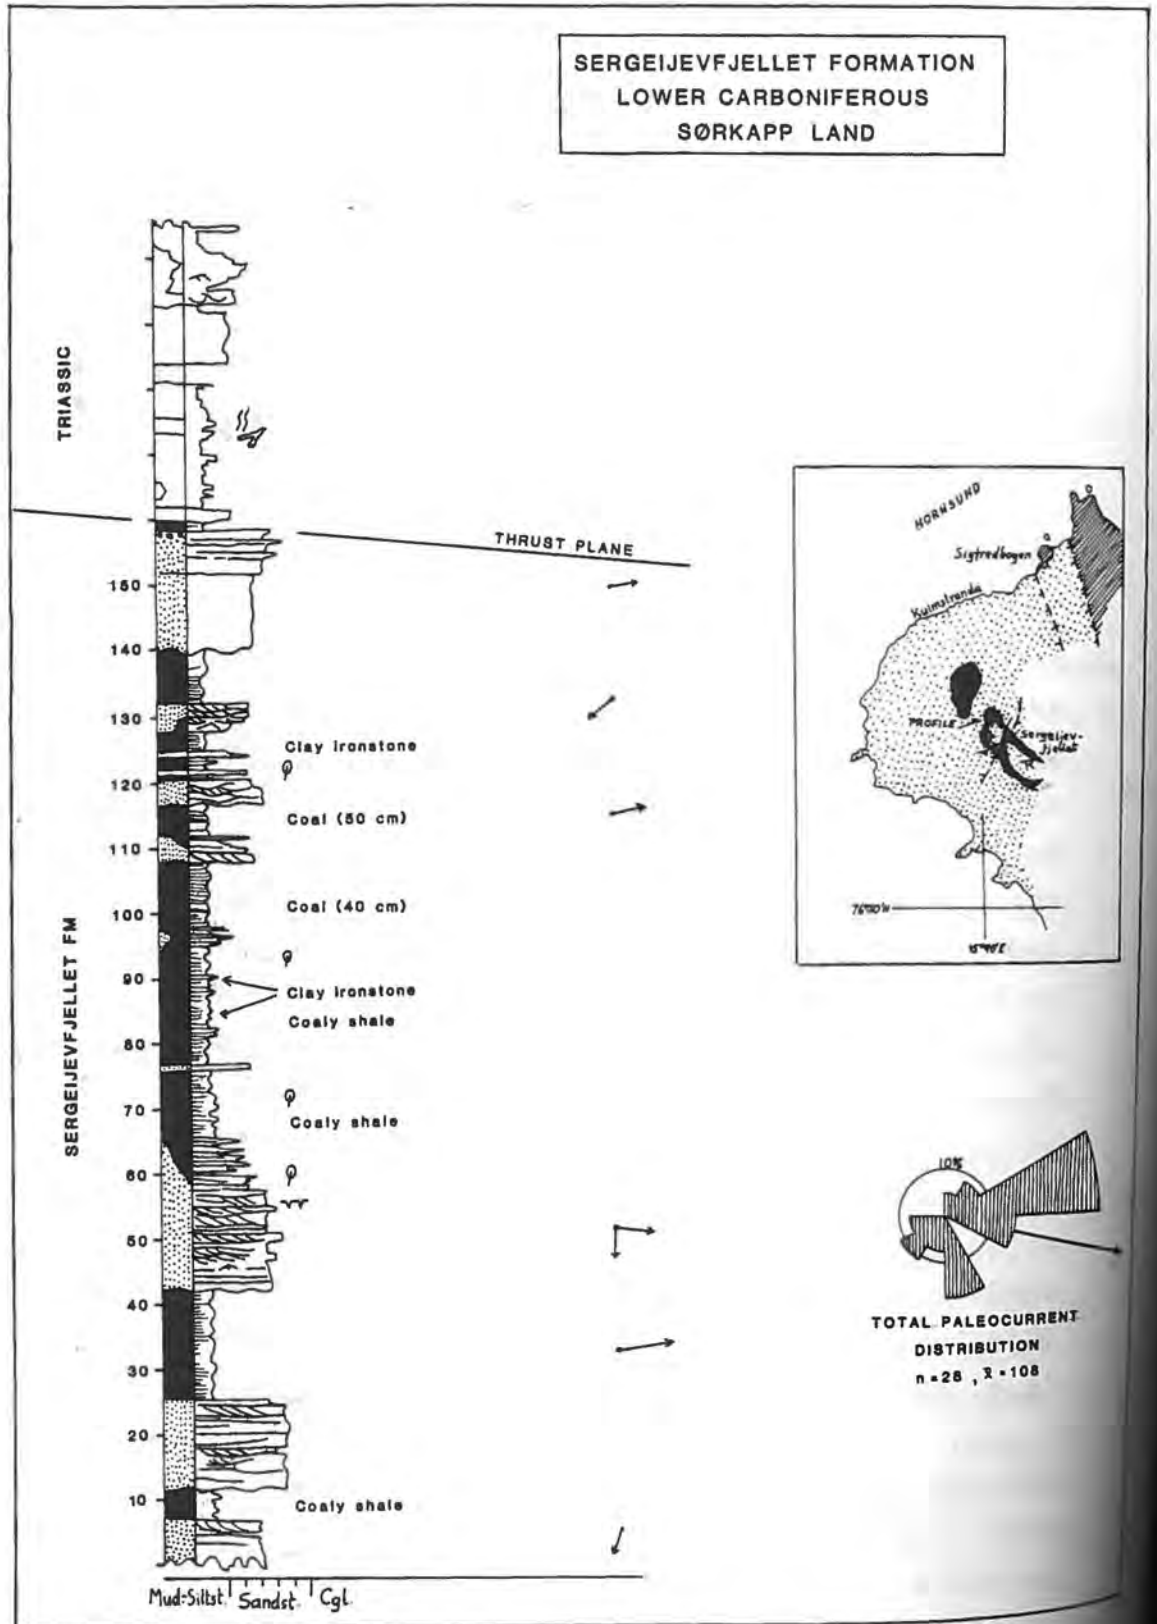 SERGEIJEVFJELLET FORMATION
LOWER CARBONIFEROUS
SØRKAPP LAND
TRIASSIC
THRUST PLANE
SERGEIJEVFJELLET FM
150
140
130
120
110
100
90
80
70
60
50
40
30
20
10
Clay ironstone
Coal (50 cm)
Coal (40 cm)
Clay ironstone
Coaly shale
Coaly shale
Coaly shale
Mud-Siltst. Sandst. Cgl.
HORNSUND
Sigfredbogen
Kulmstranda
PROFILE
Sergeijev-
fjellet
10%
TOTAL PALEOCURRENT
DISTRIBUTION
n=28 , x̄=108